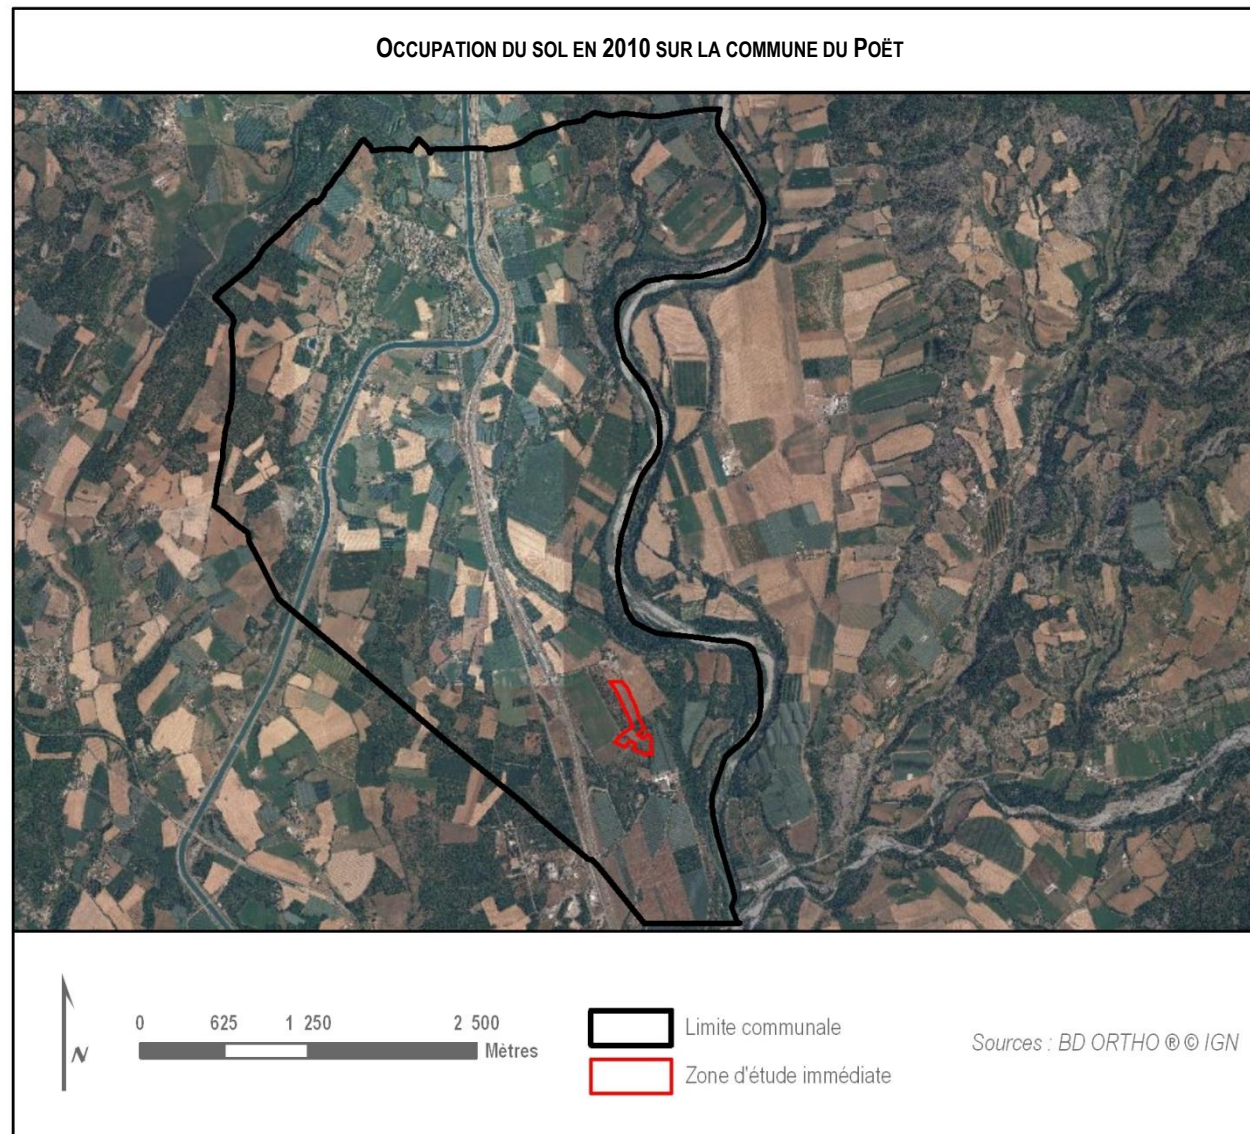 OCCUPATION DU SOL EN 2010 SUR LA COMMUNE DU POËT
N
0 625 1 250 2 500
Mètres
Limite communale
Zone d'étude immédiate
Sources : BD ORTHO ® © IGN